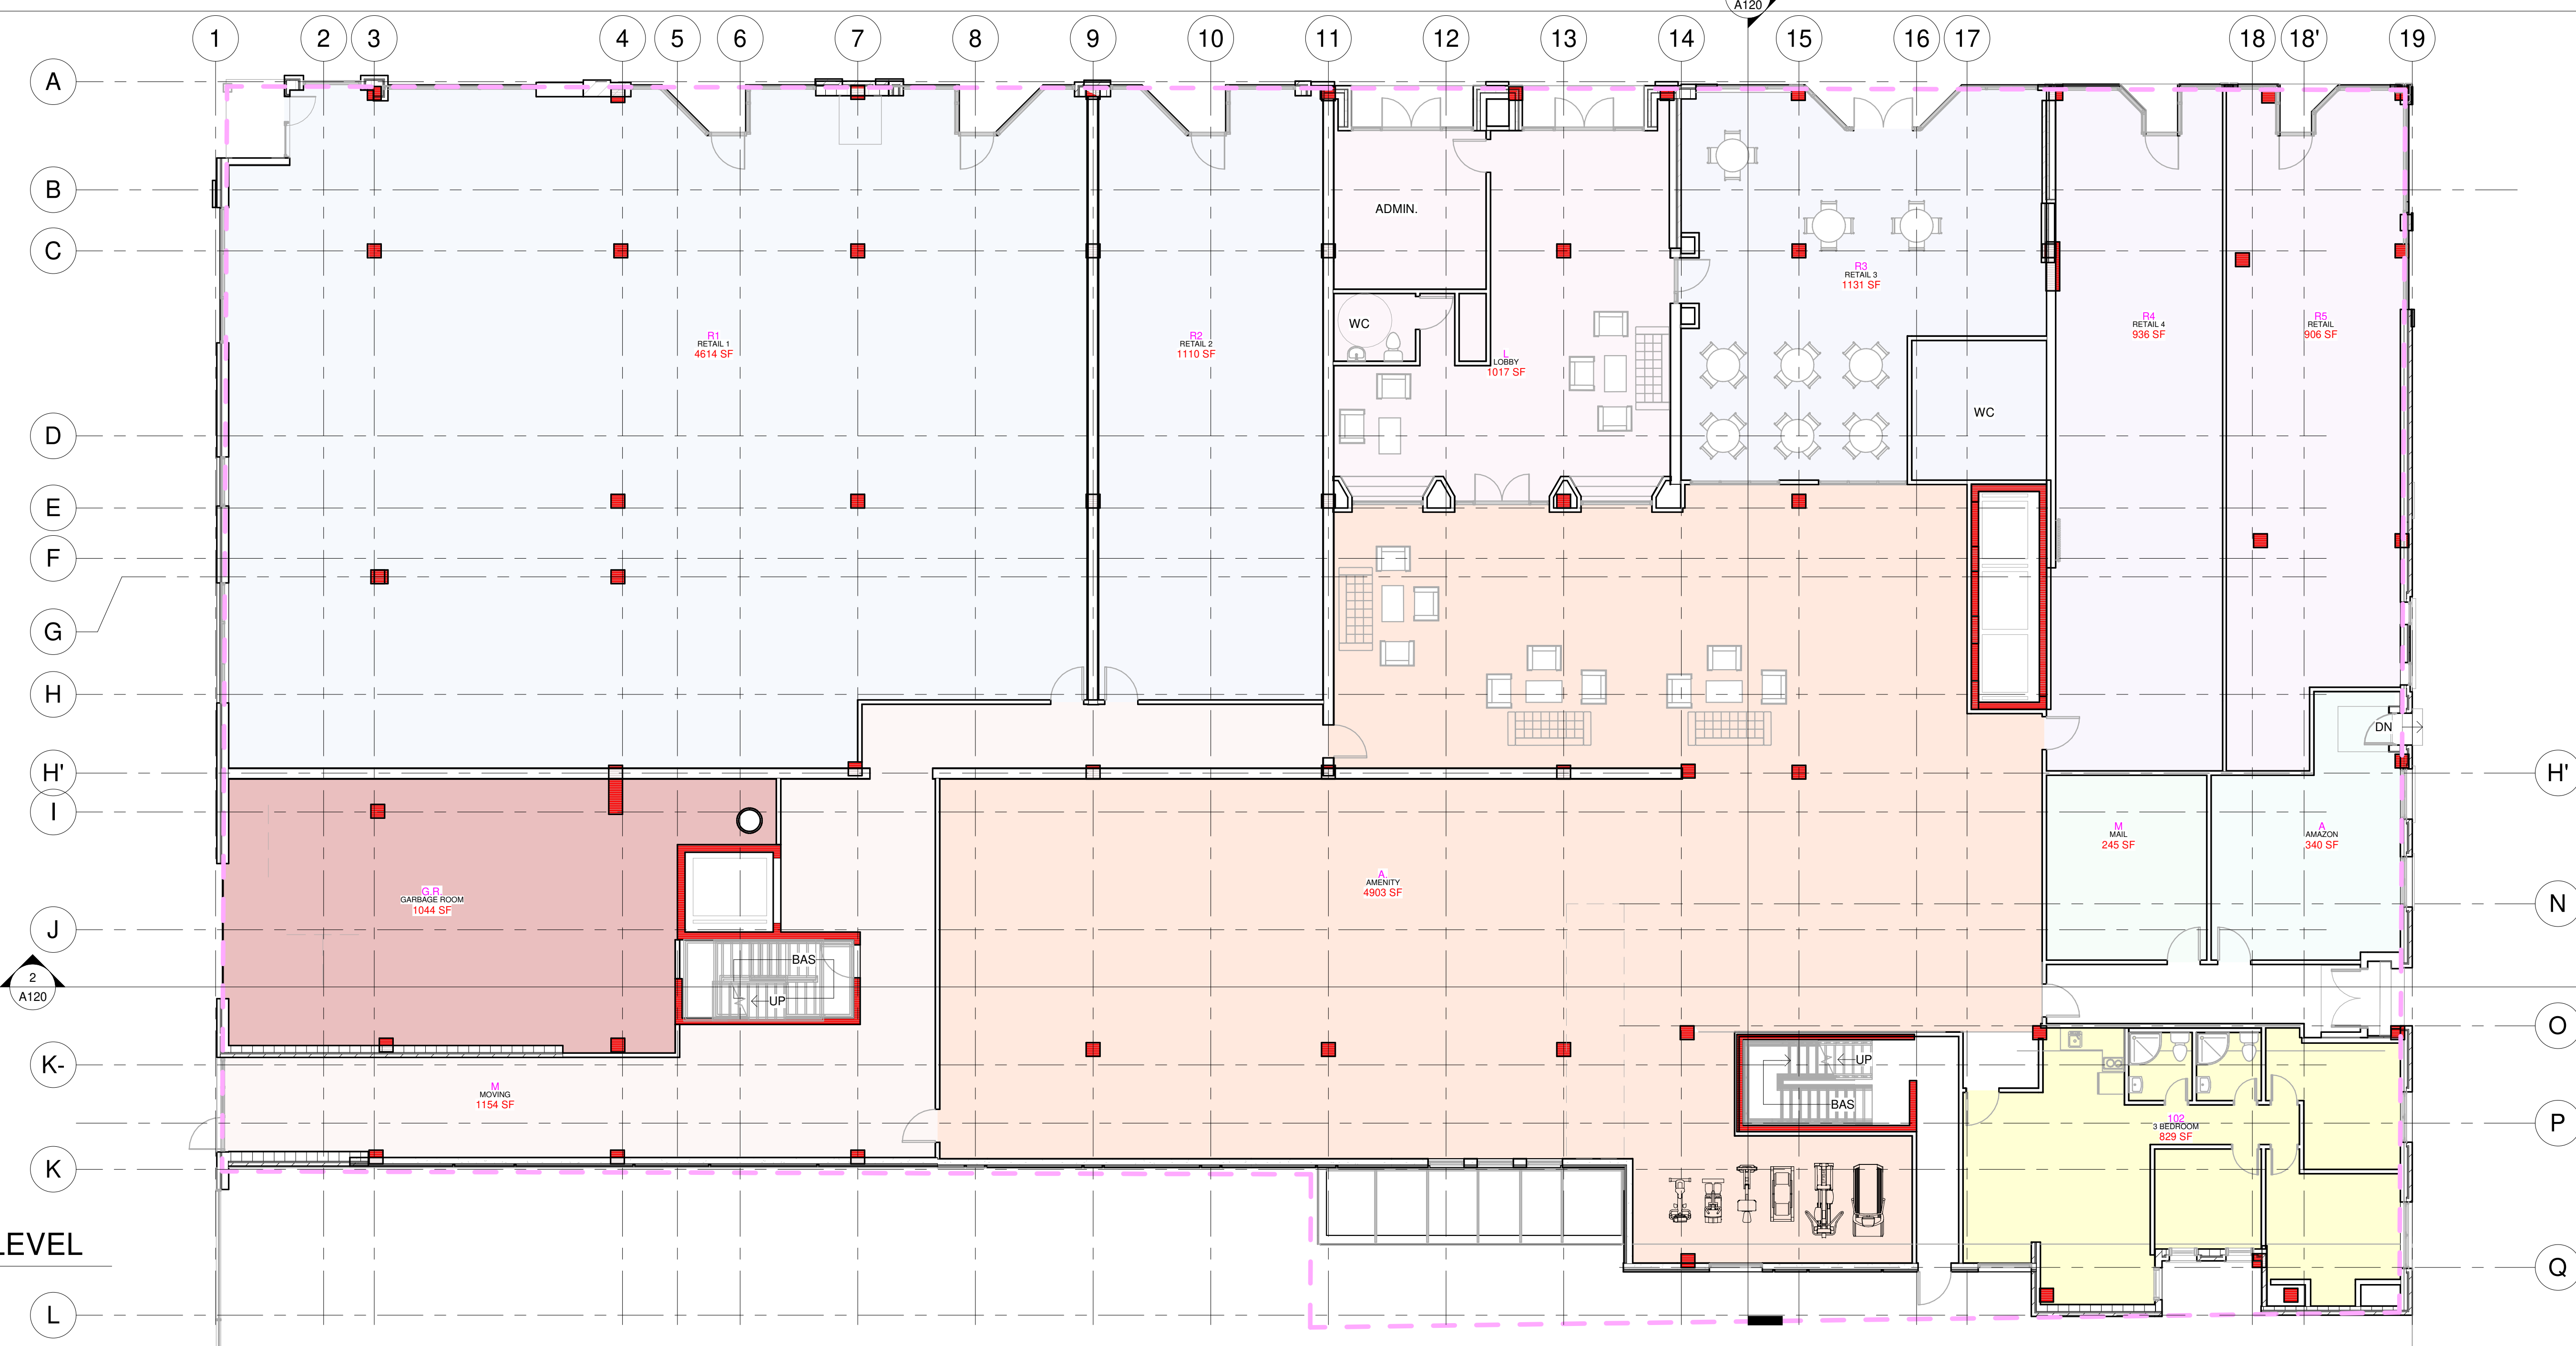 A120
1 2 3 4 5 6 7 8 9 10 11 12 13 14 15 16 17 18 18' 19
A
B
ADMIN.
C
R3
RETAIL 3
1131 SF
R1
RETAIL 1
4614 SF
R2
RETAIL 2
1110 SF
WC
L
LOBBY
1017 SF
R4
RETAIL 4
936 SF
R5
RETAIL
906 SF
WC
D
E
F
G
H
DN
H'
H'
I
M
MAIL
245 SF
A
AMAZON
340 SF
G.R.
GARBAGE ROOM
1044 SF
A.
AMENITY
4903 SF
N
J
BAS
UP
2
A120
O
K-
UP
BAS
M
MOVING
1154 SF
102
3 BEDROOM
829 SF
P
K
LEVEL
Q
L